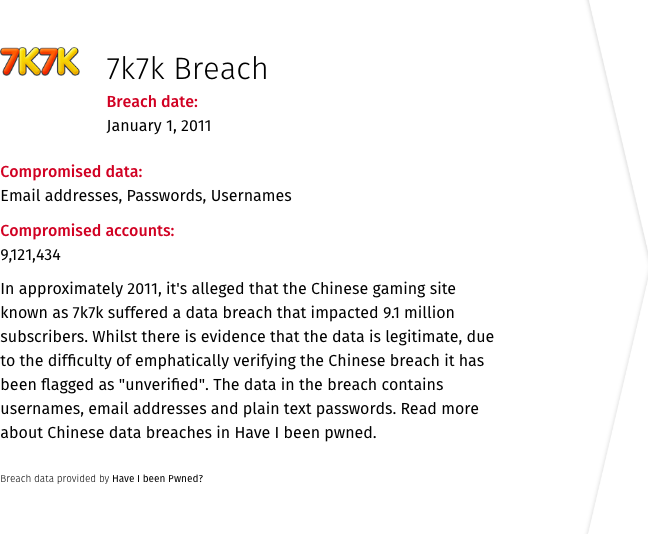 7K7K
7k7k Breach
Breach date:
January 1, 2011
Compromised data:
Email addresses, Passwords, Usernames
Compromised accounts:
9,121,434
In approximately 2011, it's alleged that the Chinese gaming site
known as 7k7k suffered a data breach that impacted 9.1 million
subscribers. Whilst there is evidence that the data is legitimate, due
to the difficulty of emphatically verifying the Chinese breach it has
been flagged as "unverified". The data in the breach contains
usernames, email addresses and plain text passwords. Read more
about Chinese data breaches in Have I been pwned.
Breach data provided by Have I been Pwned?